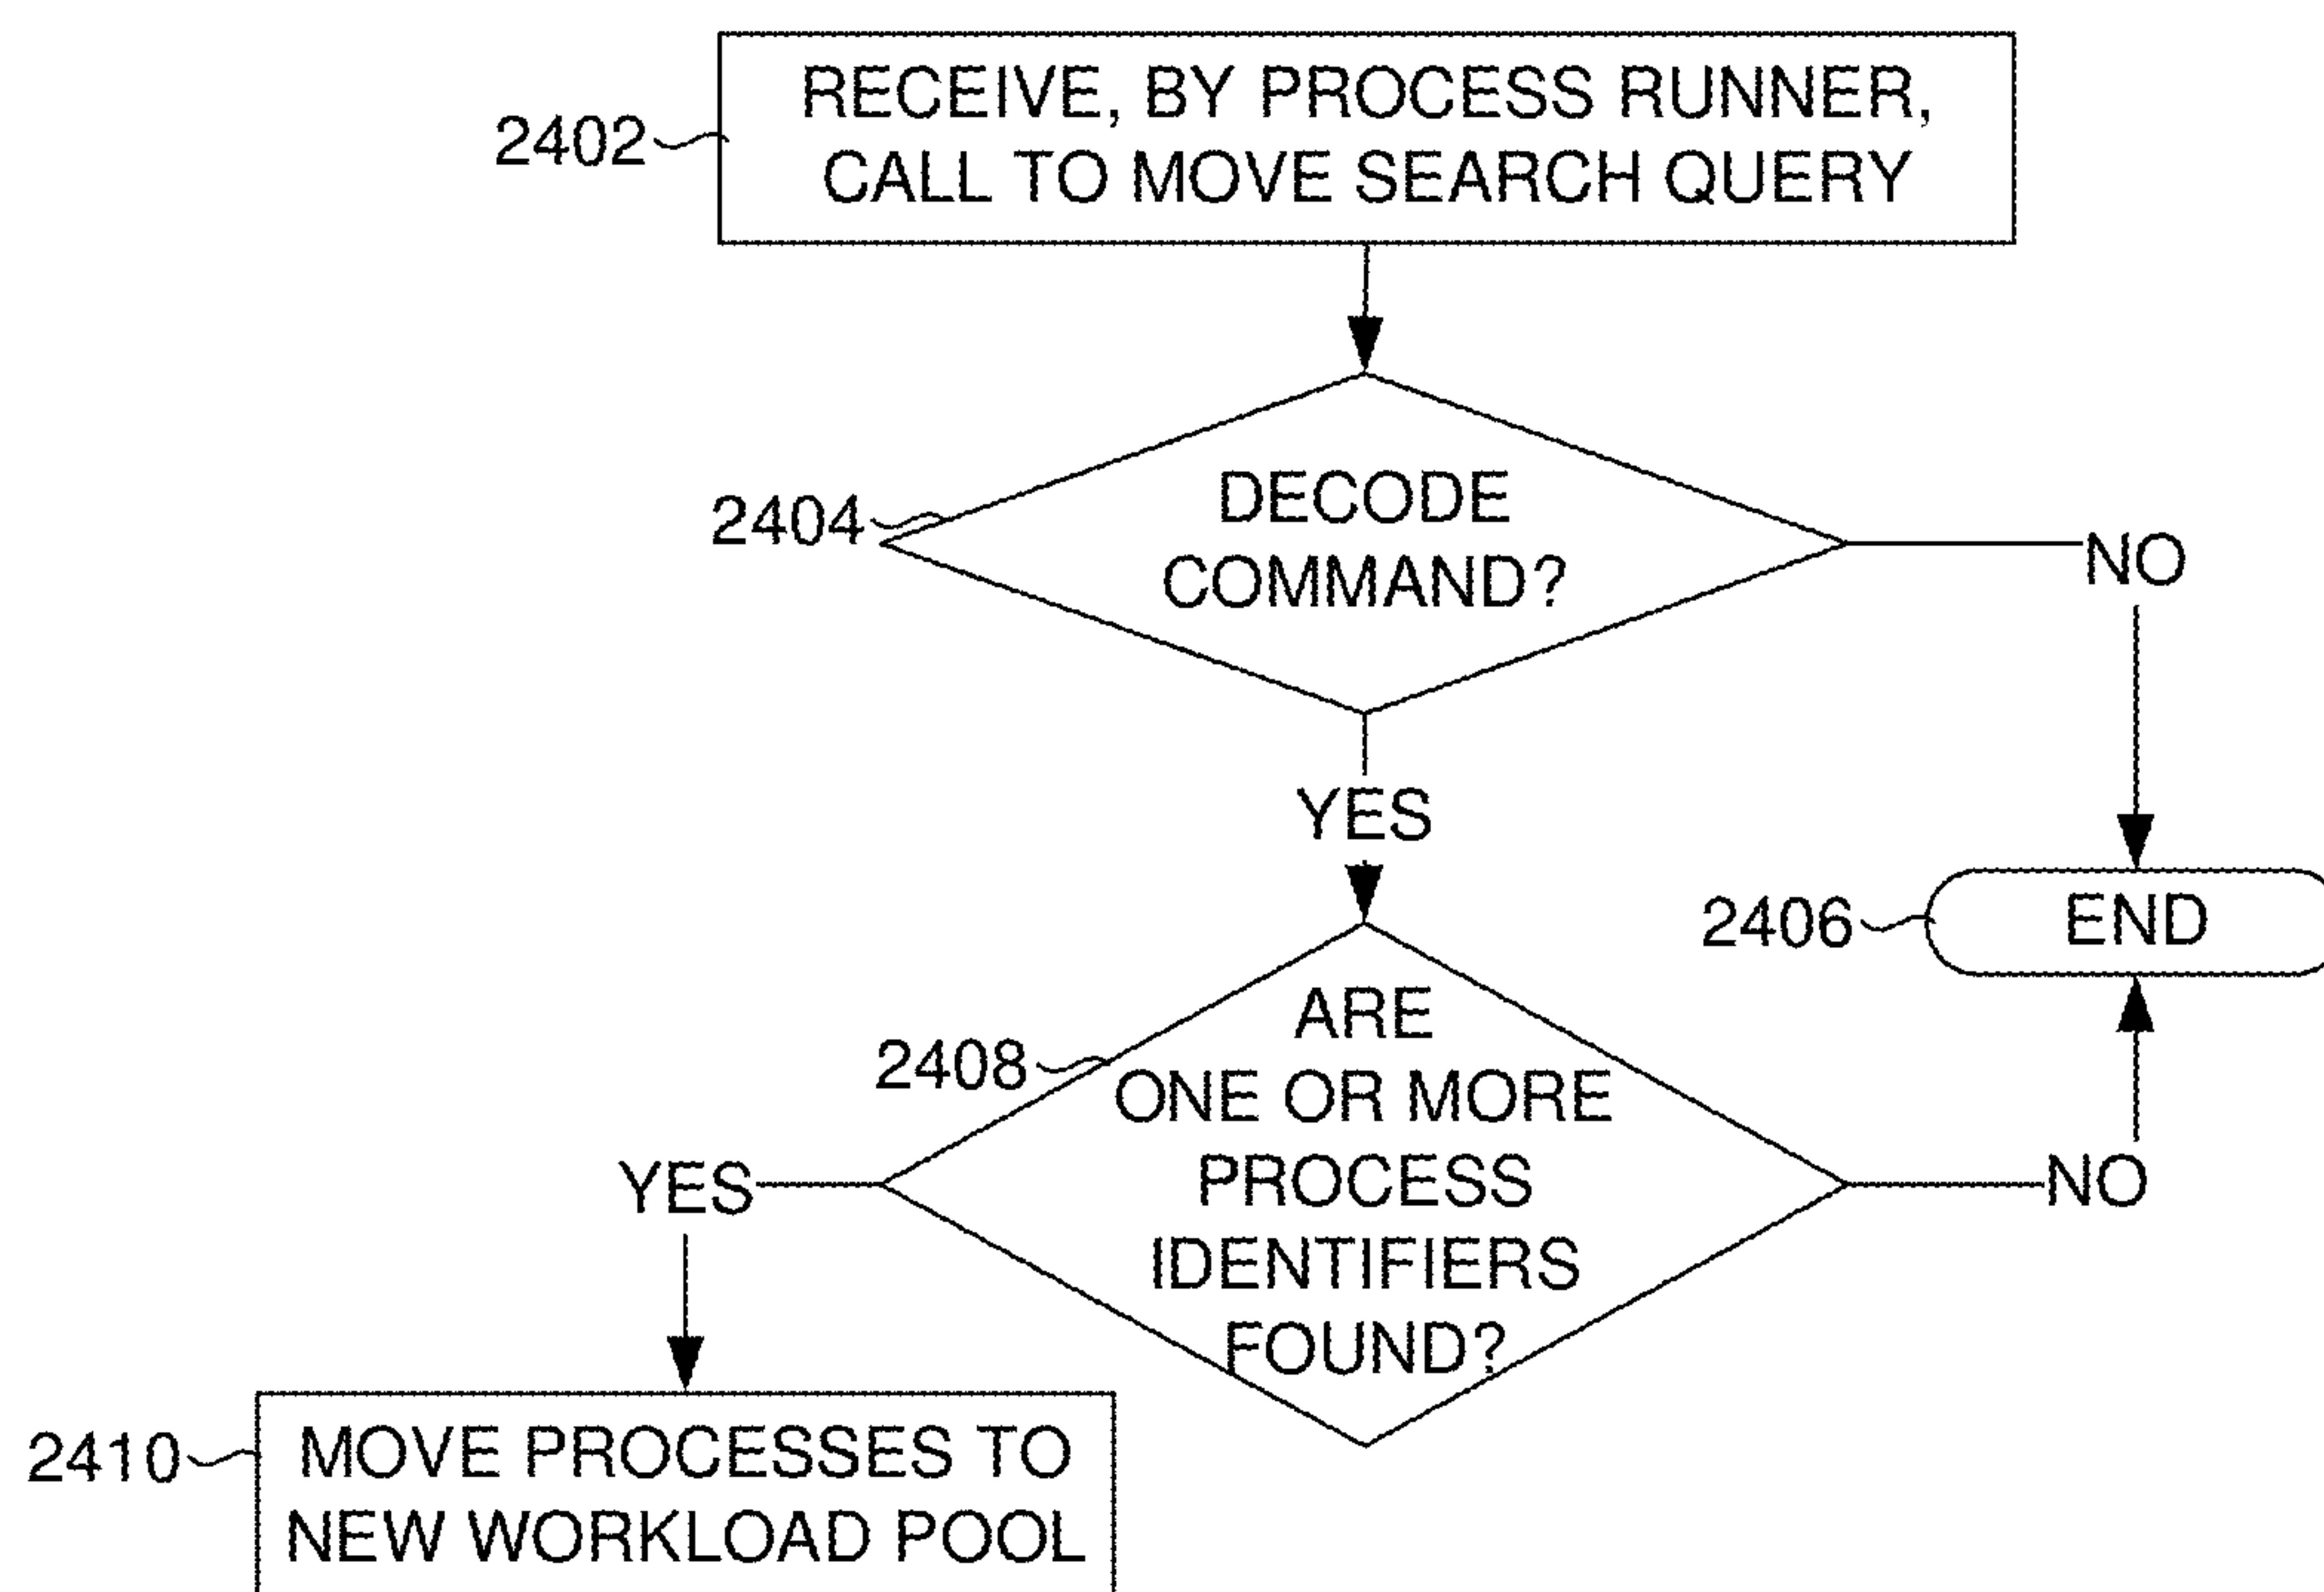 2402
RECEIVE, BY PROCESS RUNNER,
CALL TO MOVE SEARCH QUERY
2404
DECODE
COMMAND?
NO
YES
2406
END
2408
ARE
ONE OR MORE
PROCESS
IDENTIFIERS
FOUND?
YES
NO
2410
MOVE PROCESSES TO
NEW WORKLOAD POOL